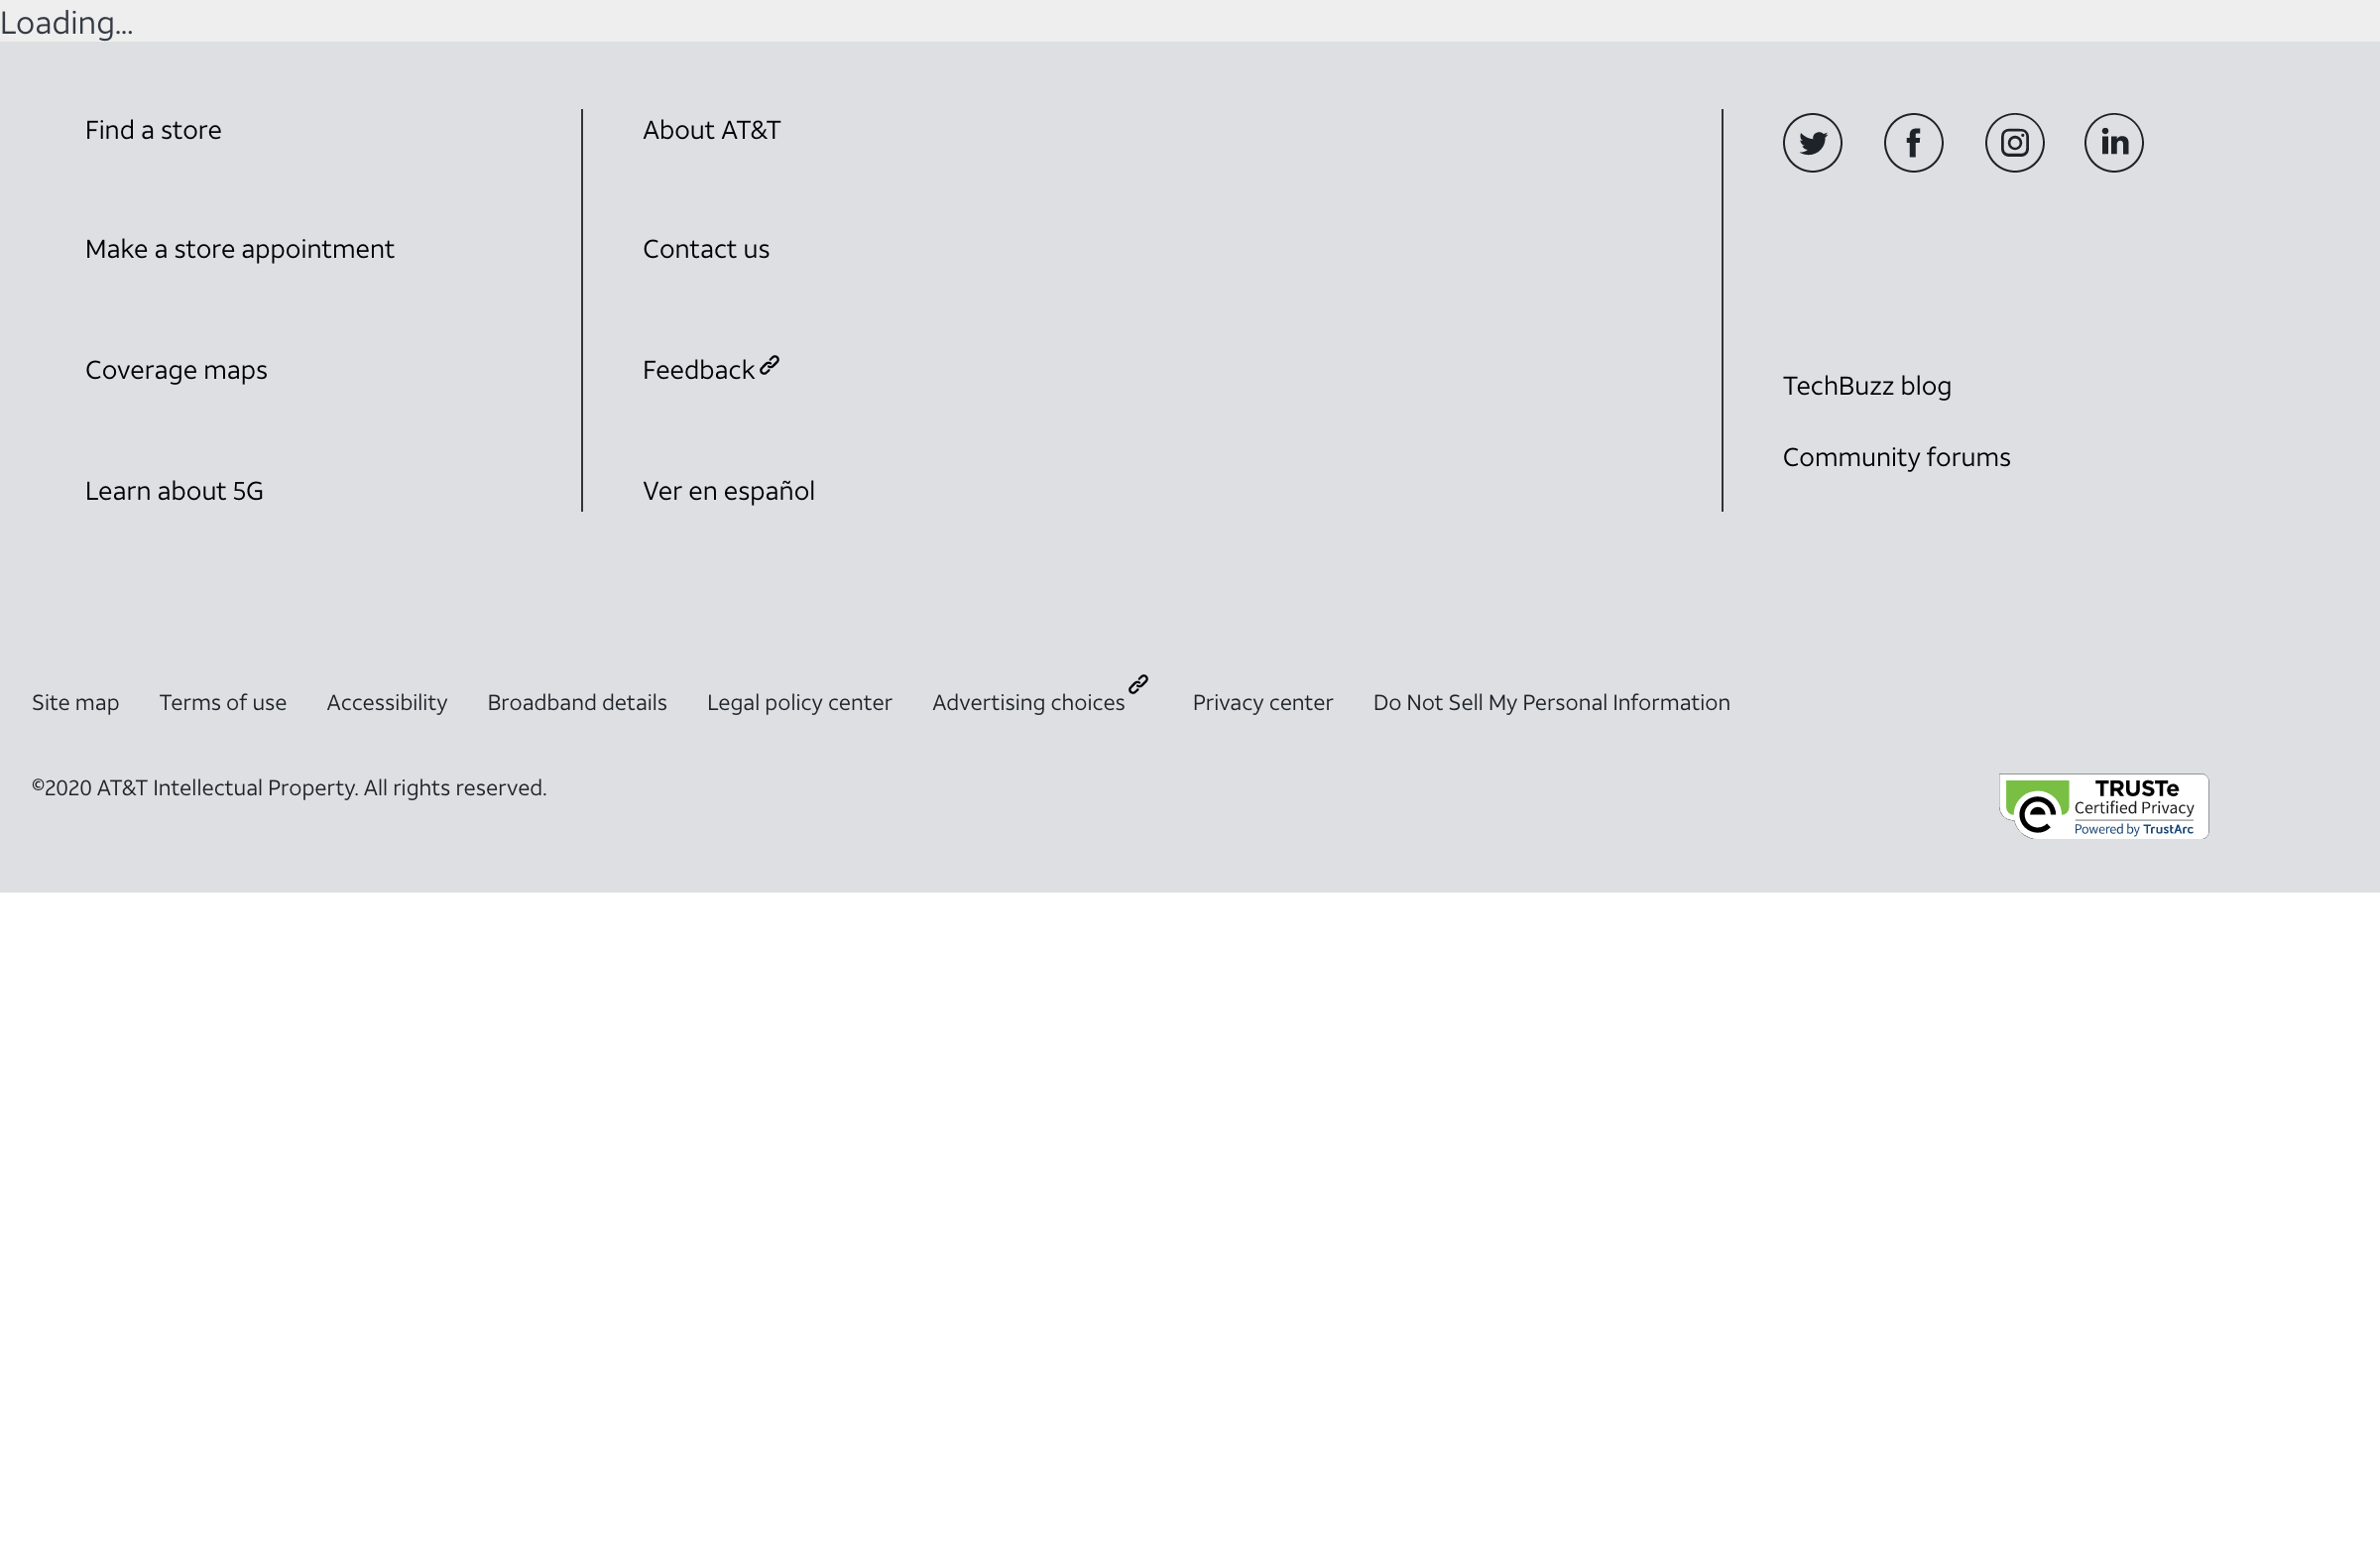 Loading...
Find a store
Make a store appointment
Coverage maps
Learn about 5G
About AT&T
Contact us
Feedback
Ver en español
TechBuzz blog
Community forums
Site map Terms of use Accessibility Broadband details Legal policy center Advertising choices Privacy center Do Not Sell My Personal Information
©2020 AT&T Intellectual Property. All rights reserved.
TRUSTe
Certified Privacy
Powered by TrustArc